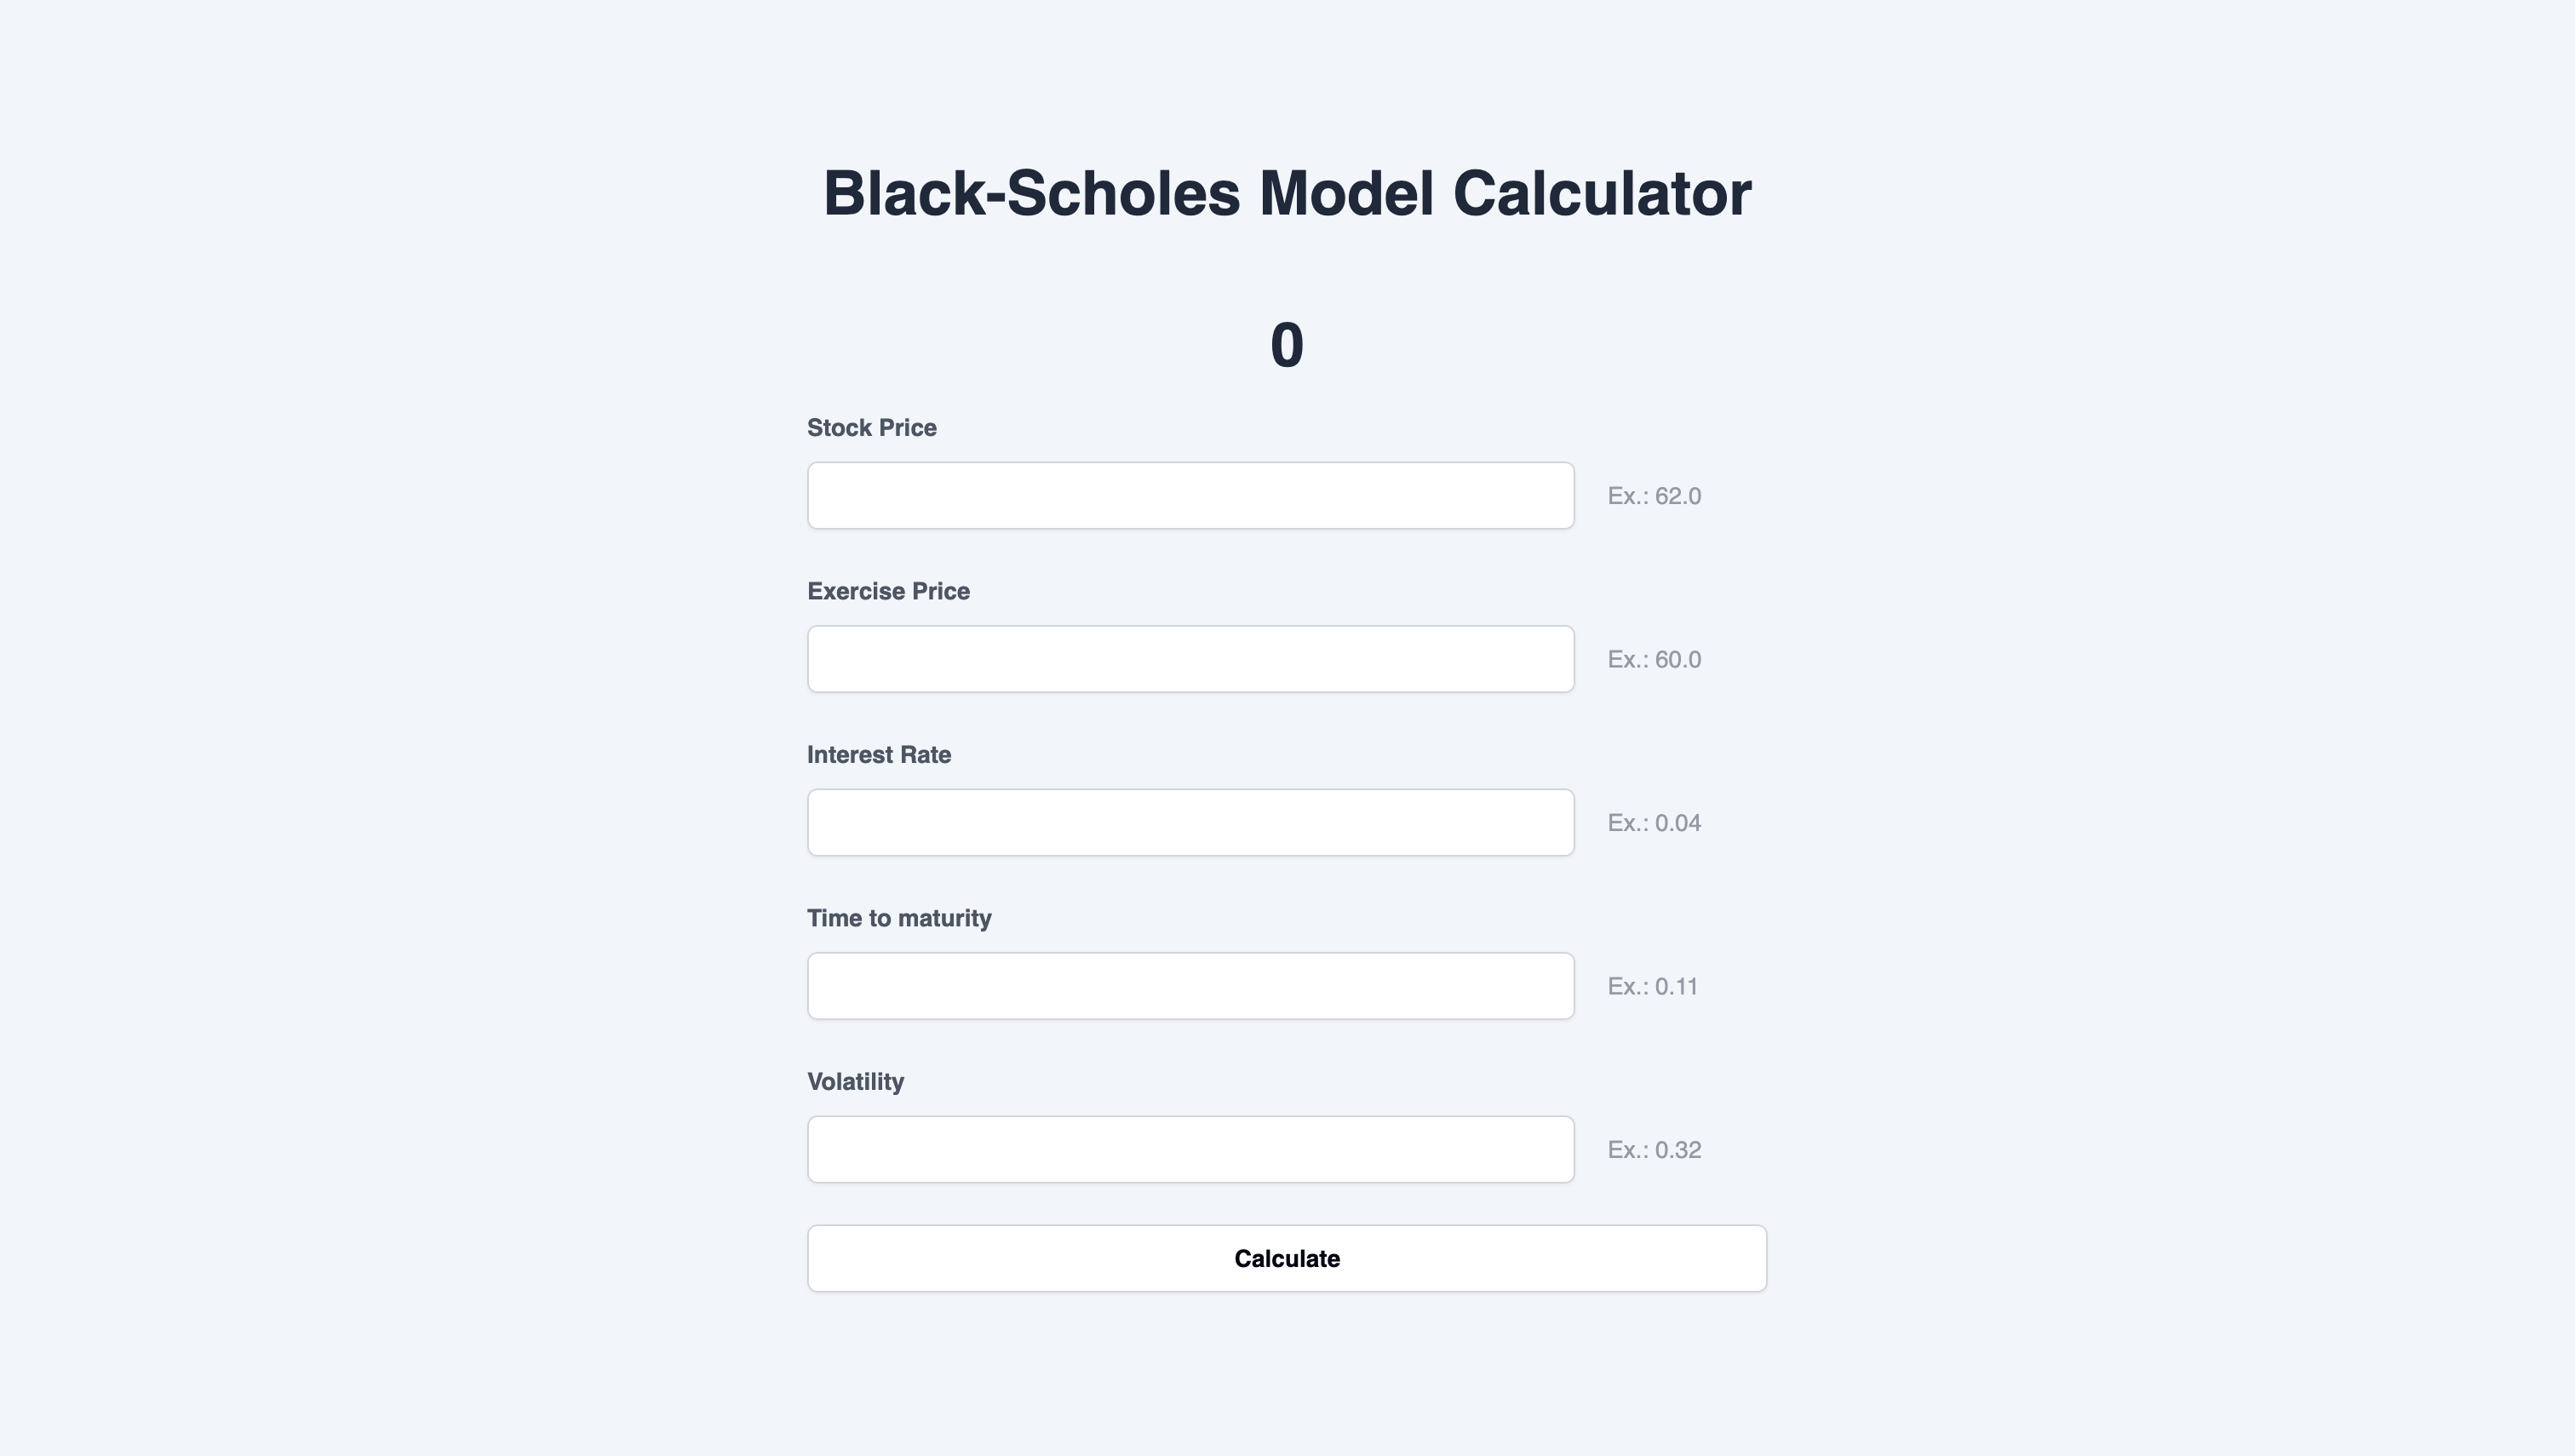 Black-Scholes Model Calculator
0
Stock Price
Ex.: 62.0
Exercise Price
Ex.: 60.0
Interest Rate
Ex.: 0.04
Time to maturity
Ex.: 0.11
Volatility
Ex.: 0.32
Calculate